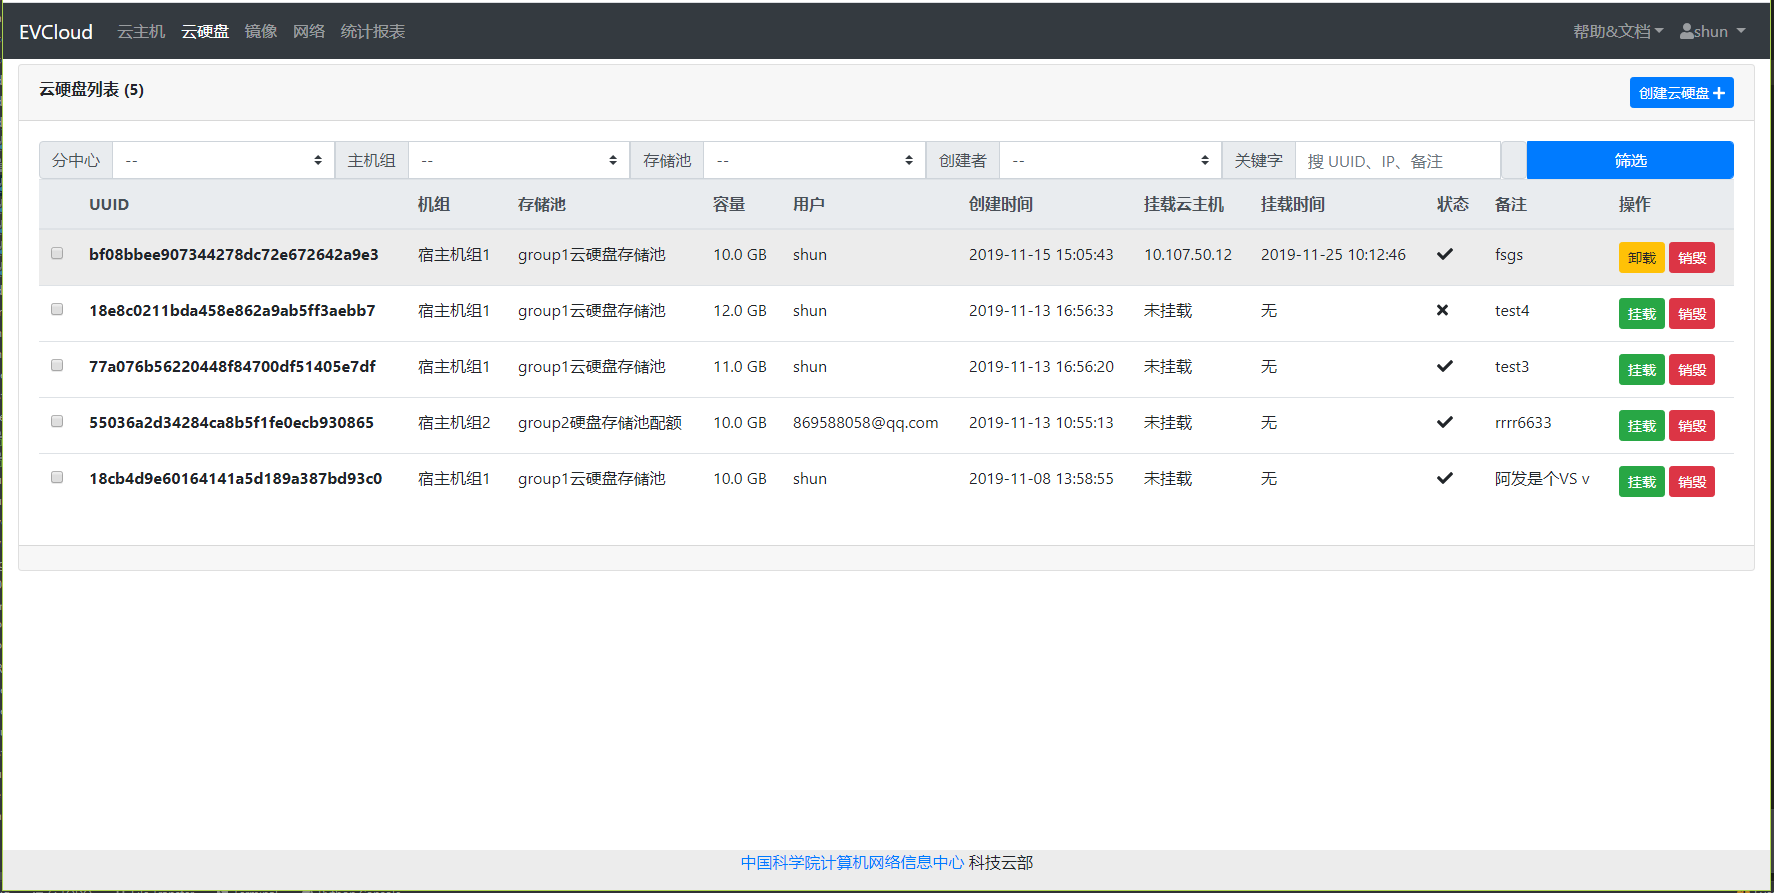 EVCloud 云主机 云硬盘 镜像 网络 统计报表 帮助&文档 shun
云硬盘列表 (5) 创建云硬盘
分中心 -- 主机组 -- 存储池 -- 创建者 -- 关键字 搜 UUID、IP、备注 筛选
UUID 机组 存储池 容量 用户 创建时间 挂载云主机 挂载时间 状态 备注 操作
bf08bbee907344278dc72e672642a9e3 宿主机组1 group1云硬盘存储池 10.0 GB shun 2019-11-15 15:05:43 10.107.50.12 2019-11-25 10:12:46 fsgs 卸载 销毁
18e8c0211bda458e862a9ab5ff3aebb7 宿主机组1 group1云硬盘存储池 12.0 GB shun 2019-11-13 16:56:33 未挂载 无 test4 挂载 销毁
77a076b56220448f84700df51405e7df 宿主机组1 group1云硬盘存储池 11.0 GB shun 2019-11-13 16:56:20 未挂载 无 test3 挂载 销毁
55036a2d34284ca8b5f1fe0ecb930865 宿主机组2 group2硬盘存储池配额 10.0 GB 869588058@qq.com 2019-11-13 10:55:13 未挂载 无 rrrr6633 挂载 销毁
18cb4d9e60164141a5d189a387bd93c0 宿主机组1 group1云硬盘存储池 10.0 GB shun 2019-11-08 13:58:55 未挂载 无 阿发是个VS v 挂载 销毁
中国科学院计算机网络信息中心 科技云部